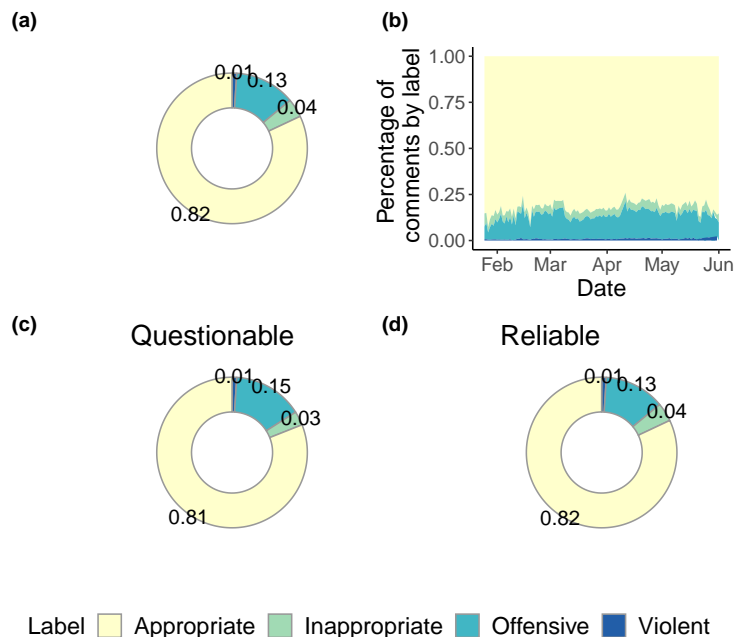 (a)
0.01
0.13
0.04
0.82
(b)
Percentage of
comments by label
1.00
0.75
0.50
0.25
0.00
Feb Mar Apr May Jun
Date
(c)
Questionable
0.01
0.15
0.03
0.81
(d)
Reliable
0.01
0.13
0.04
0.82
Label Appropriate Inappropriate Offensive Violent